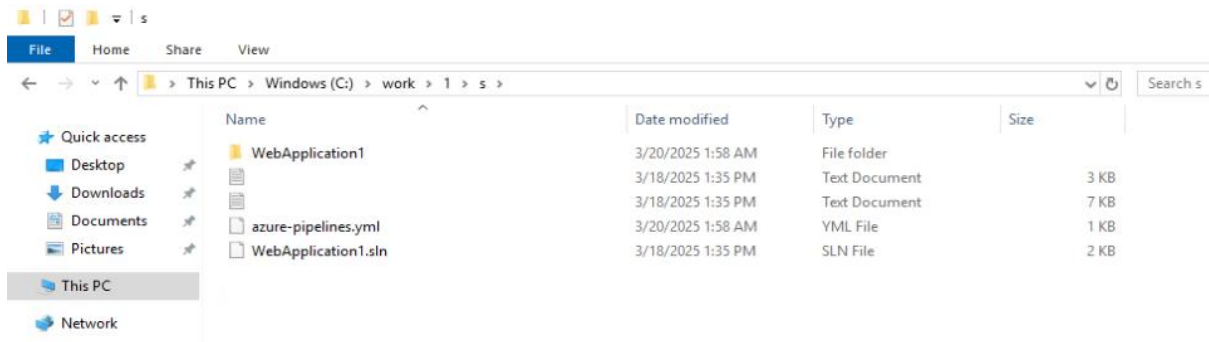 s
File Home Share View
This PC > Windows (C:) > work > 1 > s > Search s
Name Date modified Type Size
Quick access
Desktop
Downloads
Documents
Pictures
This PC
Network
WebApplication1 3/20/2025 1:58 AM File folder
3/18/2025 1:35 PM Text Document 3 KB
3/18/2025 1:35 PM Text Document 7 KB
azure-pipelines.yml 3/20/2025 1:58 AM YML File 1 KB
WebApplication1.sln 3/18/2025 1:35 PM SLN File 2 KB